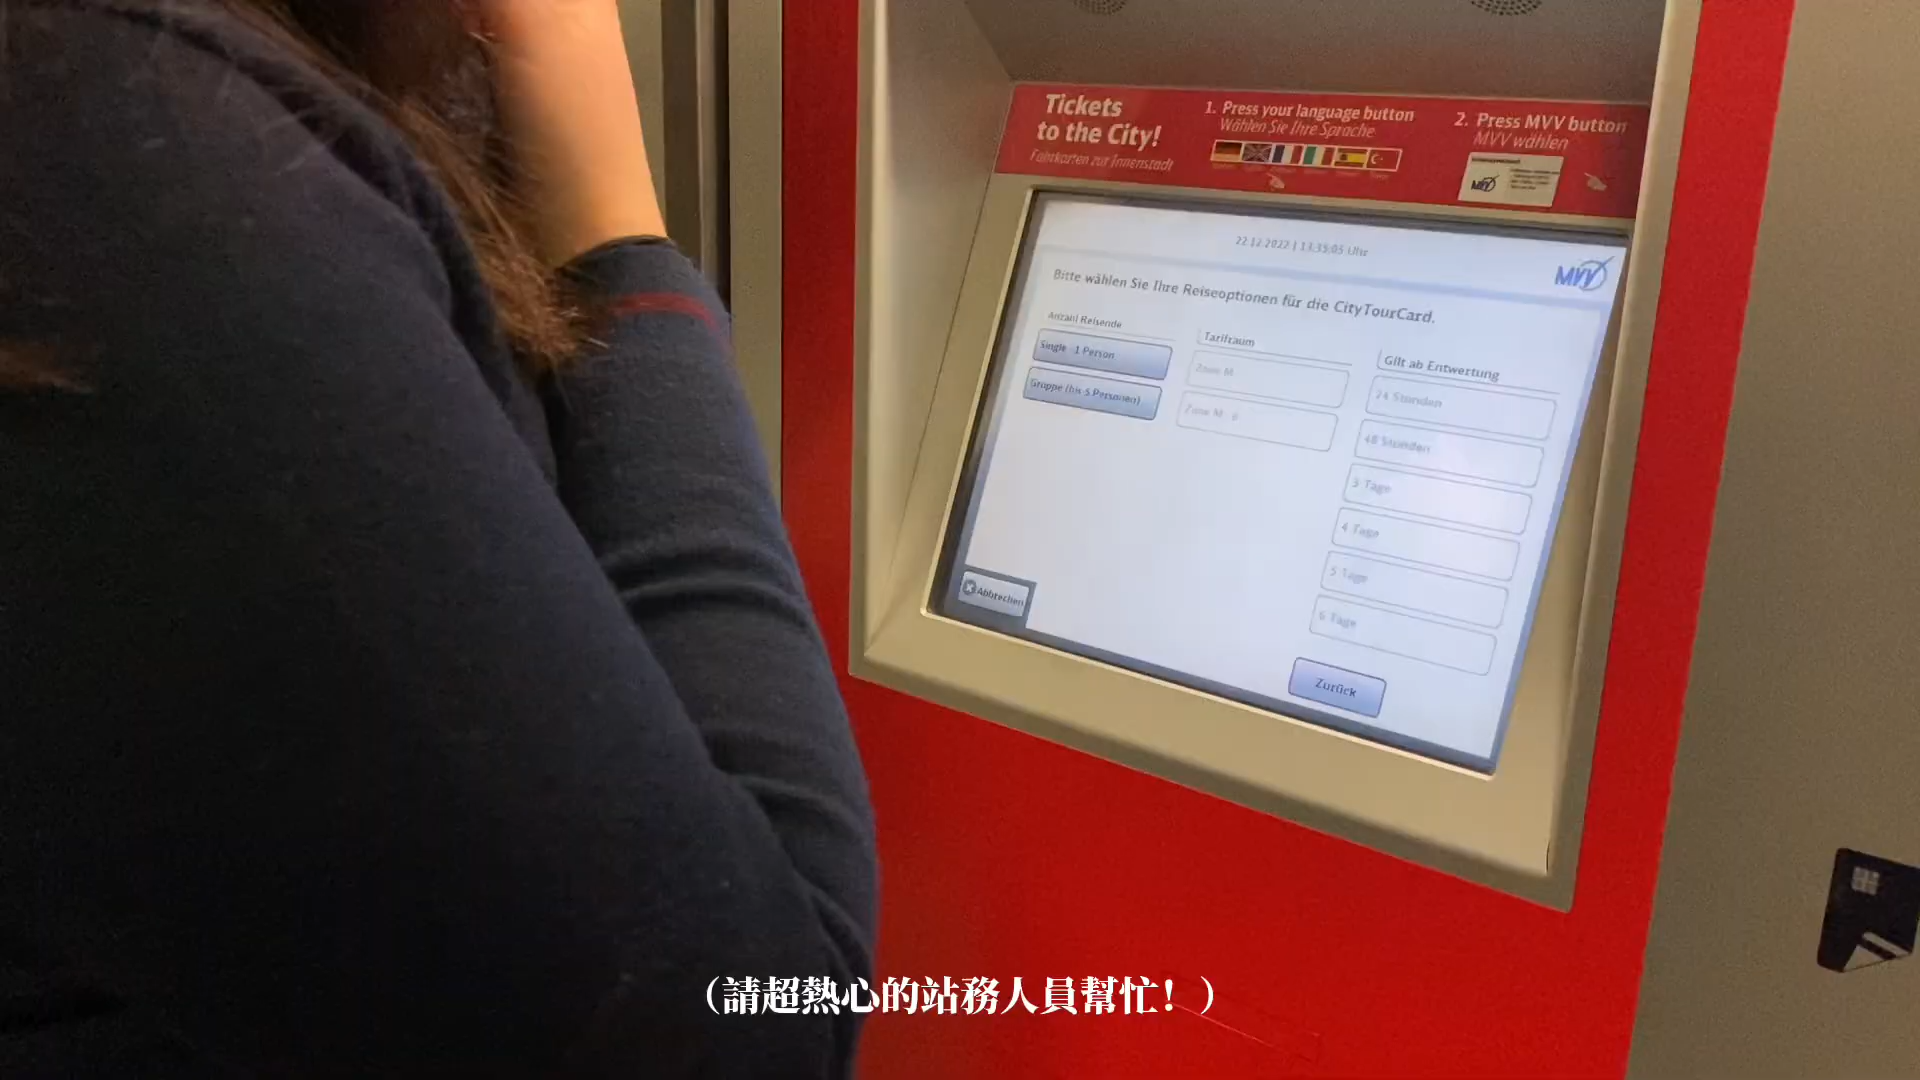 Tickets
to the City!
Fahrkarten zur Innenstadt
1. Press your language button
Wählen Sie Ihre Sprache
2. Press MVV button
MVV wählen
MVV
22.12.2022 | 13:35:05 Uhr
MVV
Bitte wählen Sie Ihre Reiseoptionen für die CityTourCard.
Anzahl Reisende
Single - 1 Person
Gruppe (bis 5 Personen)
Tarifraum
Zone M
Zone M - 6
Gilt ab Entwertung
24 Stunden
48 Stunden
3 Tage
4 Tage
5 Tage
6 Tage
Abbrechen
Zurück
（請超熱心的站務人員幫忙！）